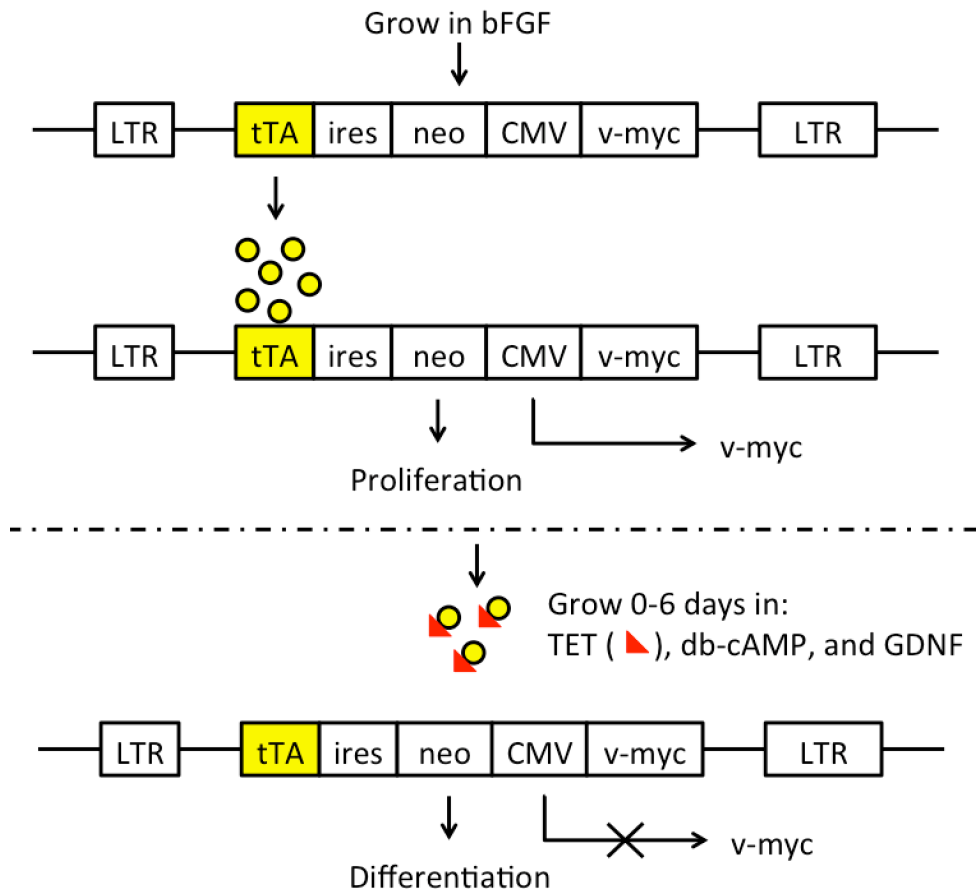 Grow in bFGF
LTR tTA ires neo CMV v-myc LTR
LTR tTA ires neo CMV v-myc LTR
v-myc
Proliferation
Grow 0-6 days in:
TET ( ), db-cAMP, and GDNF
LTR tTA ires neo CMV v-myc LTR
v-myc
Differentiation